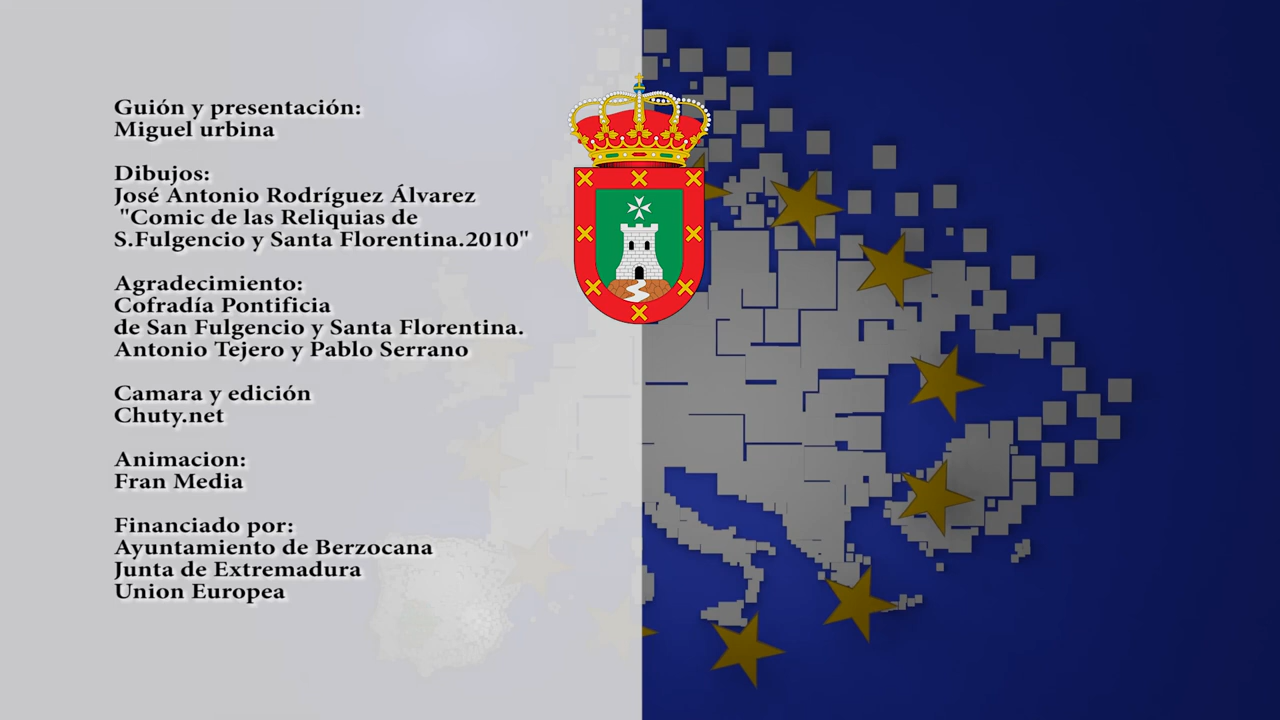 Guión y presentación:
Miguel urbina
Dibujos:
José Antonio Rodríguez Álvarez
"Comic de las Reliquias de
S.Fulgencio y Santa Florentina.2010"
Agradecimiento:
Cofradía Pontificia
de San Fulgencio y Santa Florentina.
Antonio Tejero y Pablo Serrano
Camara y edición
Chuty.net
Animacion:
Fran Media
Financiado por:
Ayuntamiento de Berzocana
Junta de Extremadura
Union Europea